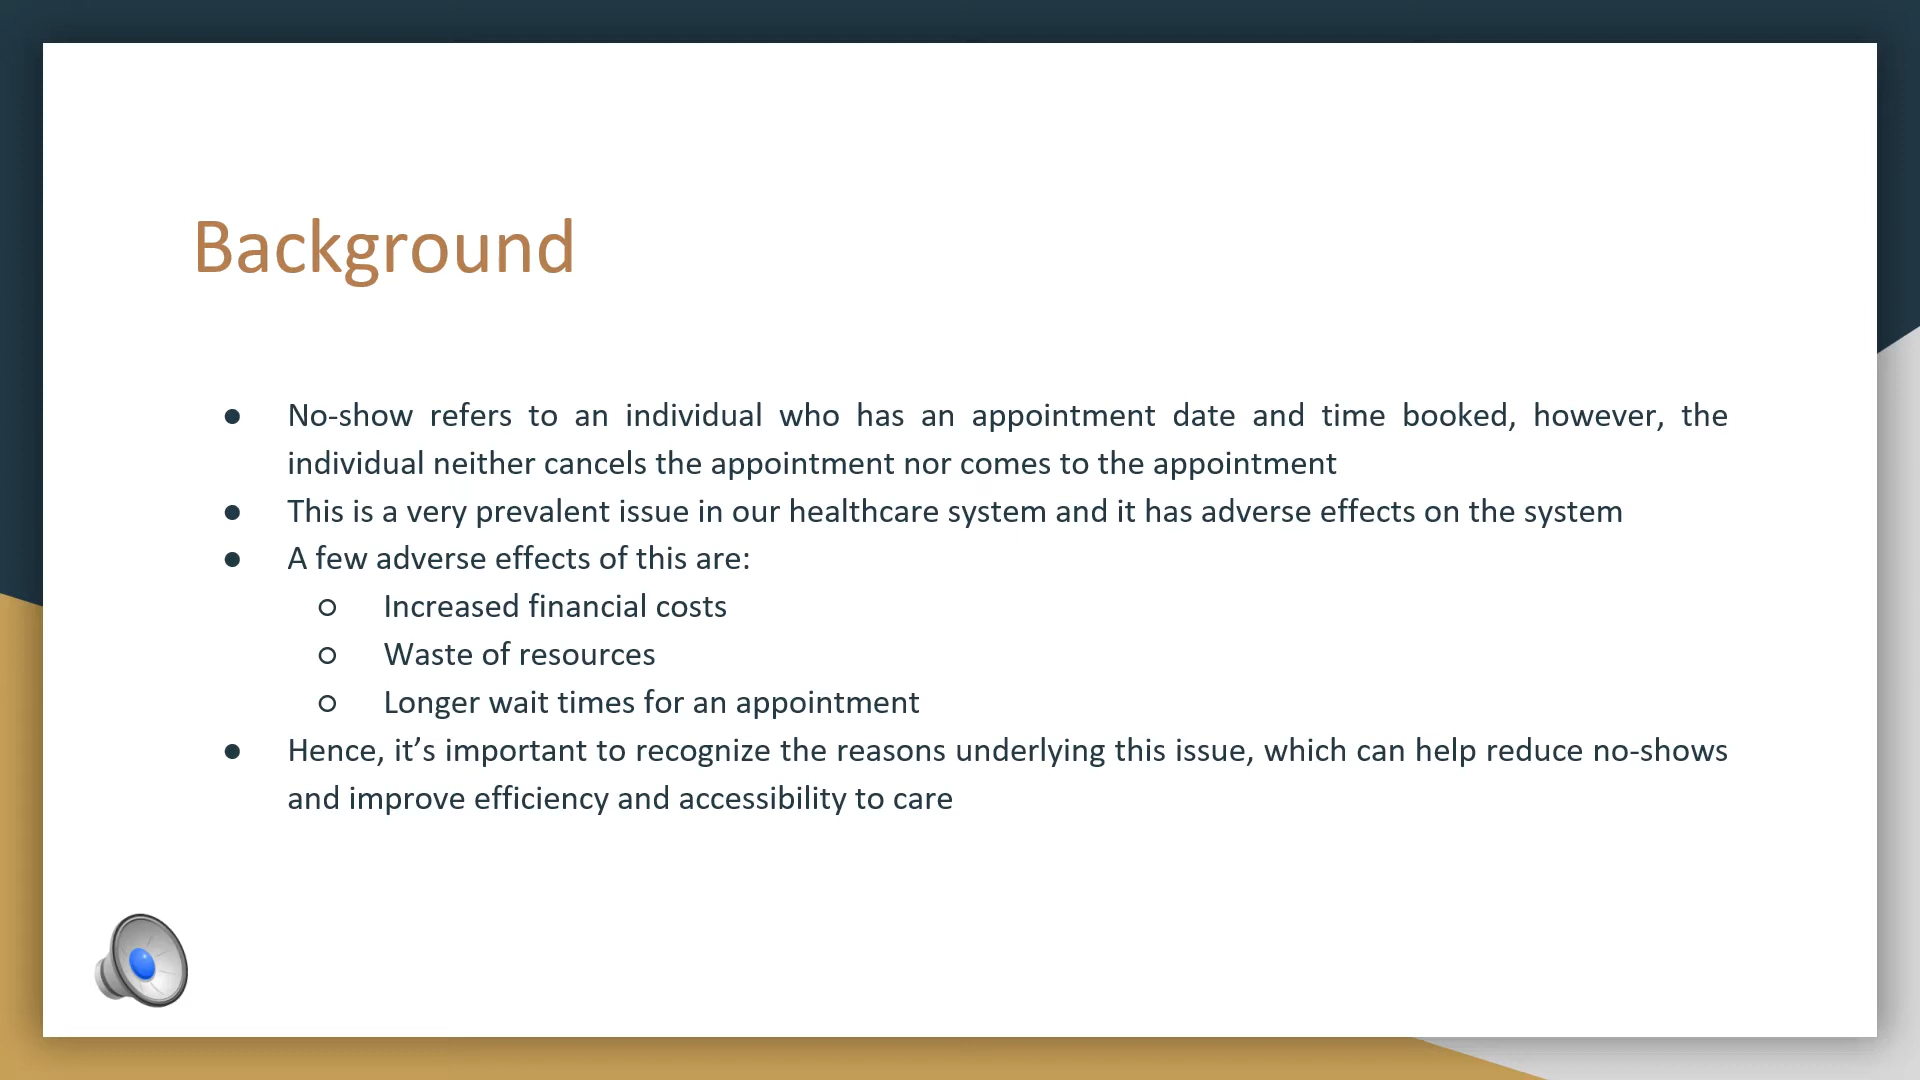 Background
● No-show refers to an individual who has an appointment date and time booked, however, the
individual neither cancels the appointment nor comes to the appointment
● This is a very prevalent issue in our healthcare system and it has adverse effects on the system
● A few adverse effects of this are:
○ Increased financial costs
○ Waste of resources
○ Longer wait times for an appointment
● Hence, it’s important to recognize the reasons underlying this issue, which can help reduce no-shows
and improve efficiency and accessibility to care